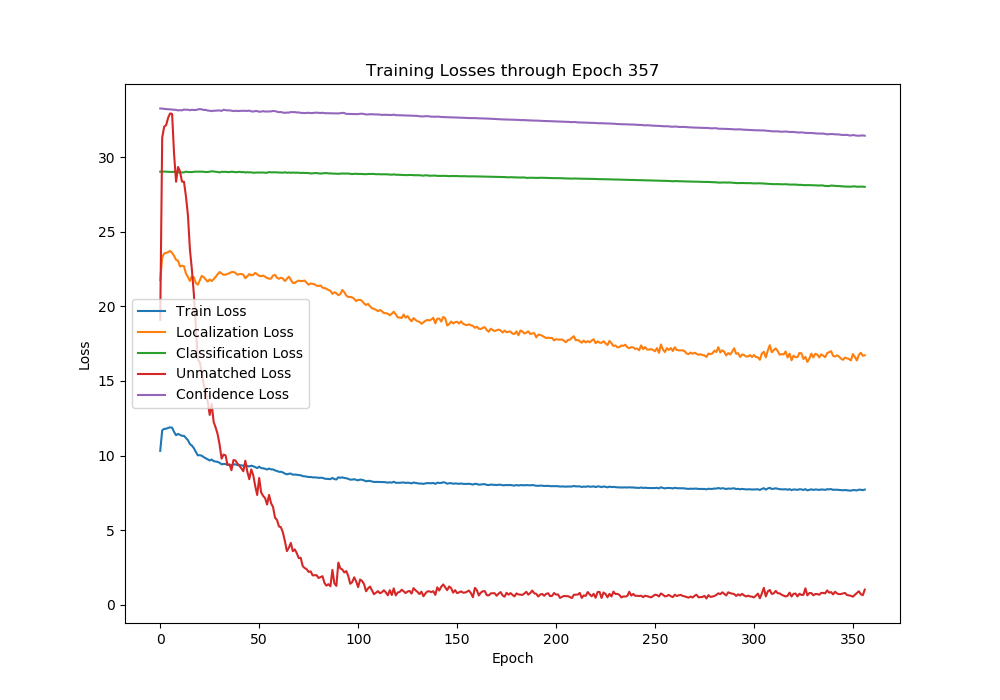 Training Losses through Epoch 357
Loss
30
25
20
15
10
5
0
Train Loss
Localization Loss
Classification Loss
Unmatched Loss
Confidence Loss
0 50 100 150 200 250 300 350
Epoch